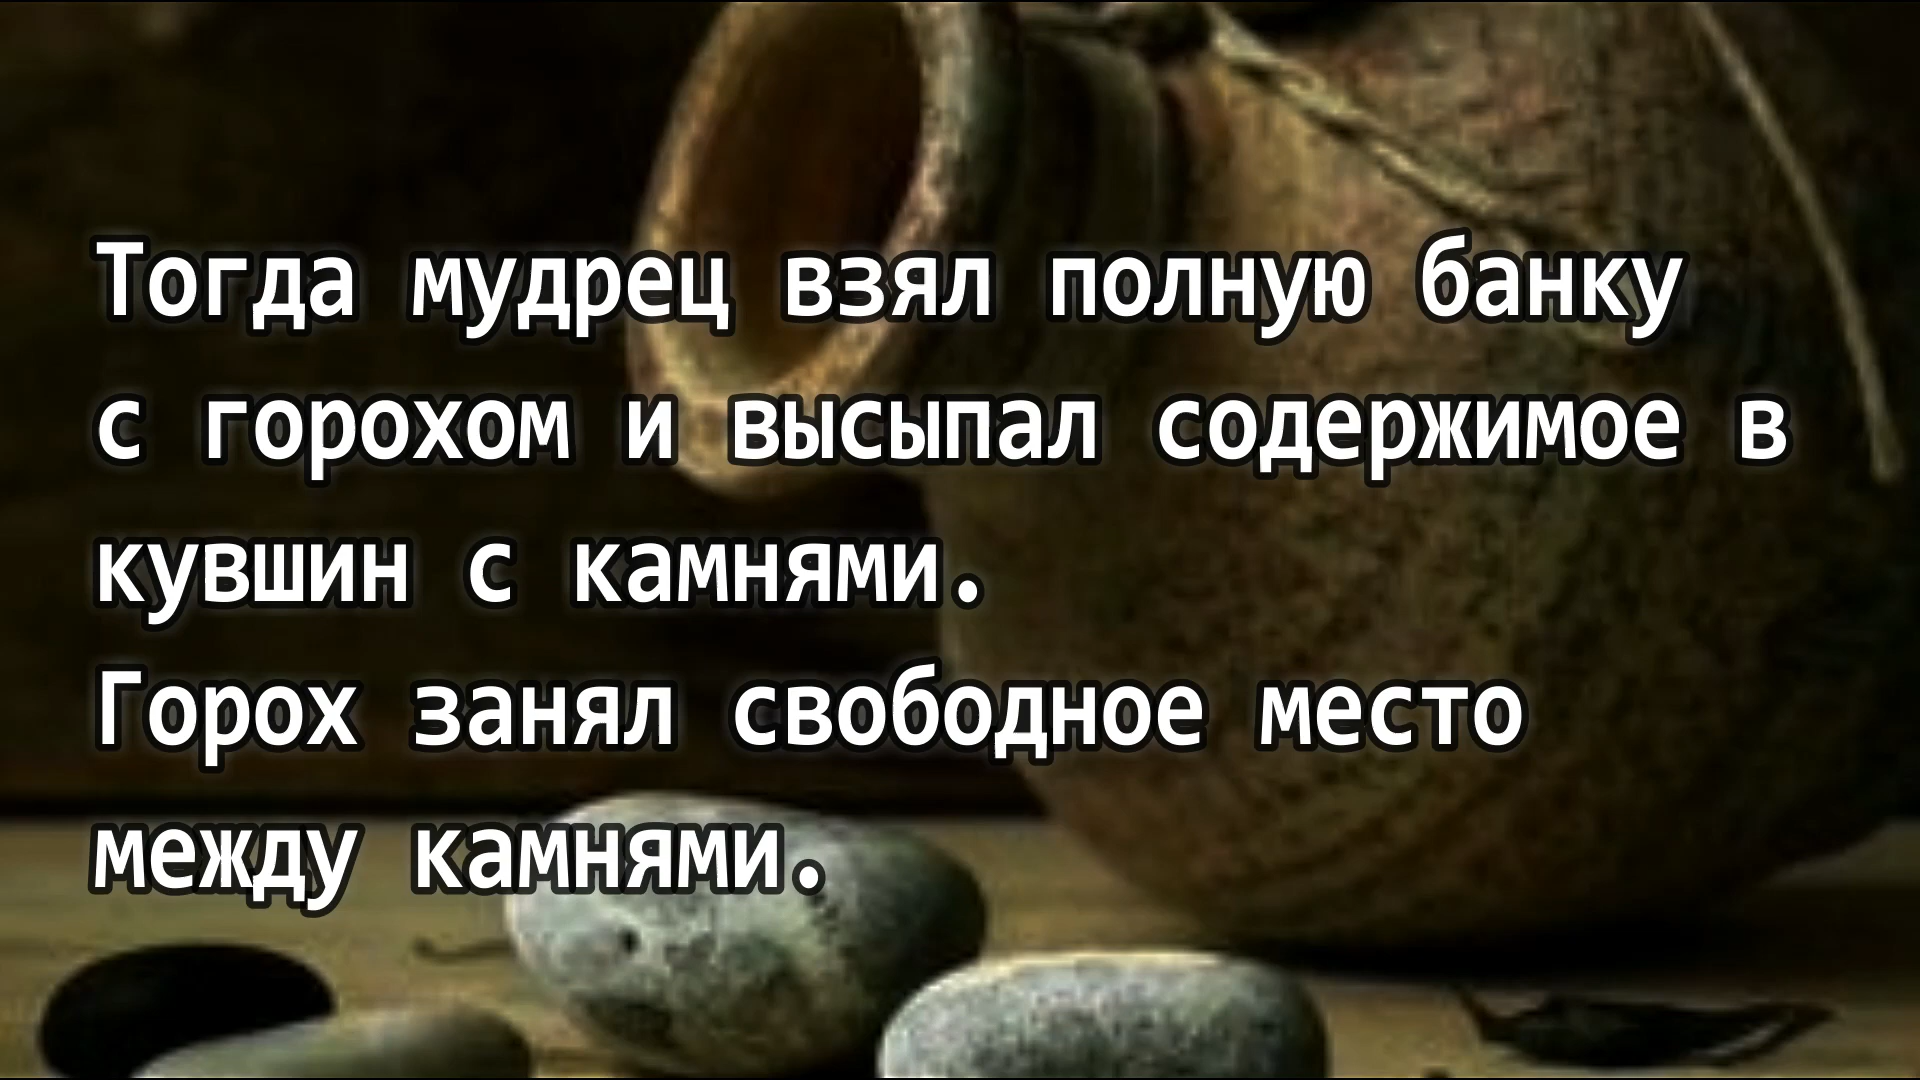 Тогда мудрец взял полную банку
с горохом и высыпал содержимое в
кувшин с камнями.
Горох занял свободное место
между камнями.